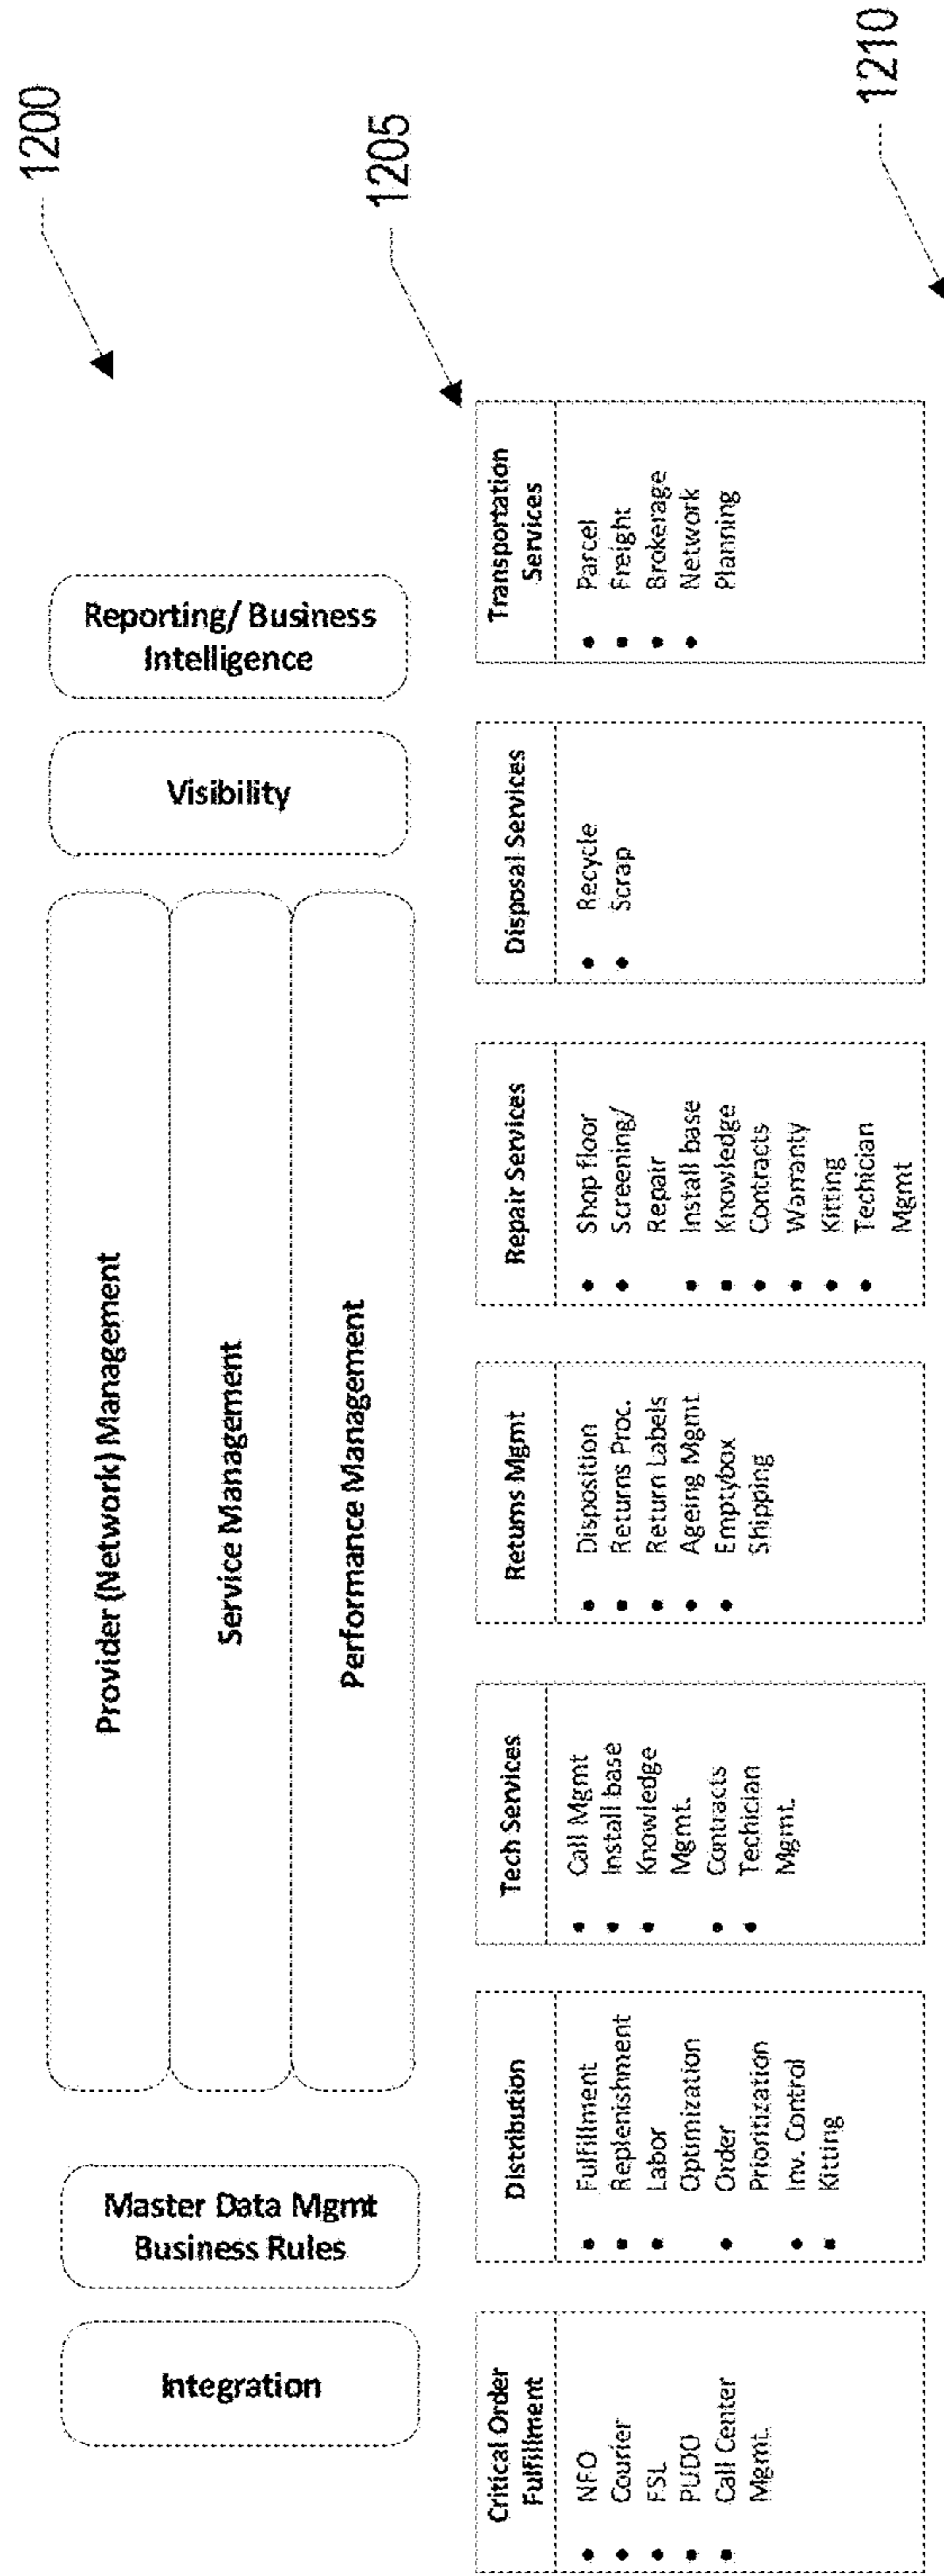 1200
Integration
Master Data Mgmt
Business Rules
Provider (Network) Management
Service Management
Performance Management
Visibility
Reporting/ Business
Intelligence
1205
Critical Order
Fulfillment
• NFO
• Courier
• FSL
• PUDO
• Call Center
Mgmt.
Distribution
• Fulfillment
• Replenishment
• Labor
Optimization
• Order
Prioritization
• Inv. Control
• Kitting
Tech Services
• Call Mgmt
• Install base
• Knowledge
Mgmt.
• Contracts
• Techician
Mgmt.
Returns Mgmt
• Disposition
• Returns Proc.
• Return Labels
• Ageing Mgmt.
• Emptybox
Shipping
Repair Services
• Shop floor
• Screening/
Repair
• Install base
• Knowledge
• Contracts
• Warranty
• Kitting
• Techician
Mgmt
Disposal Services
• Recycle
• Scrap
Transportation
Services
• Parcel
• Freight
• Brokerage
• Network
Planning
1210